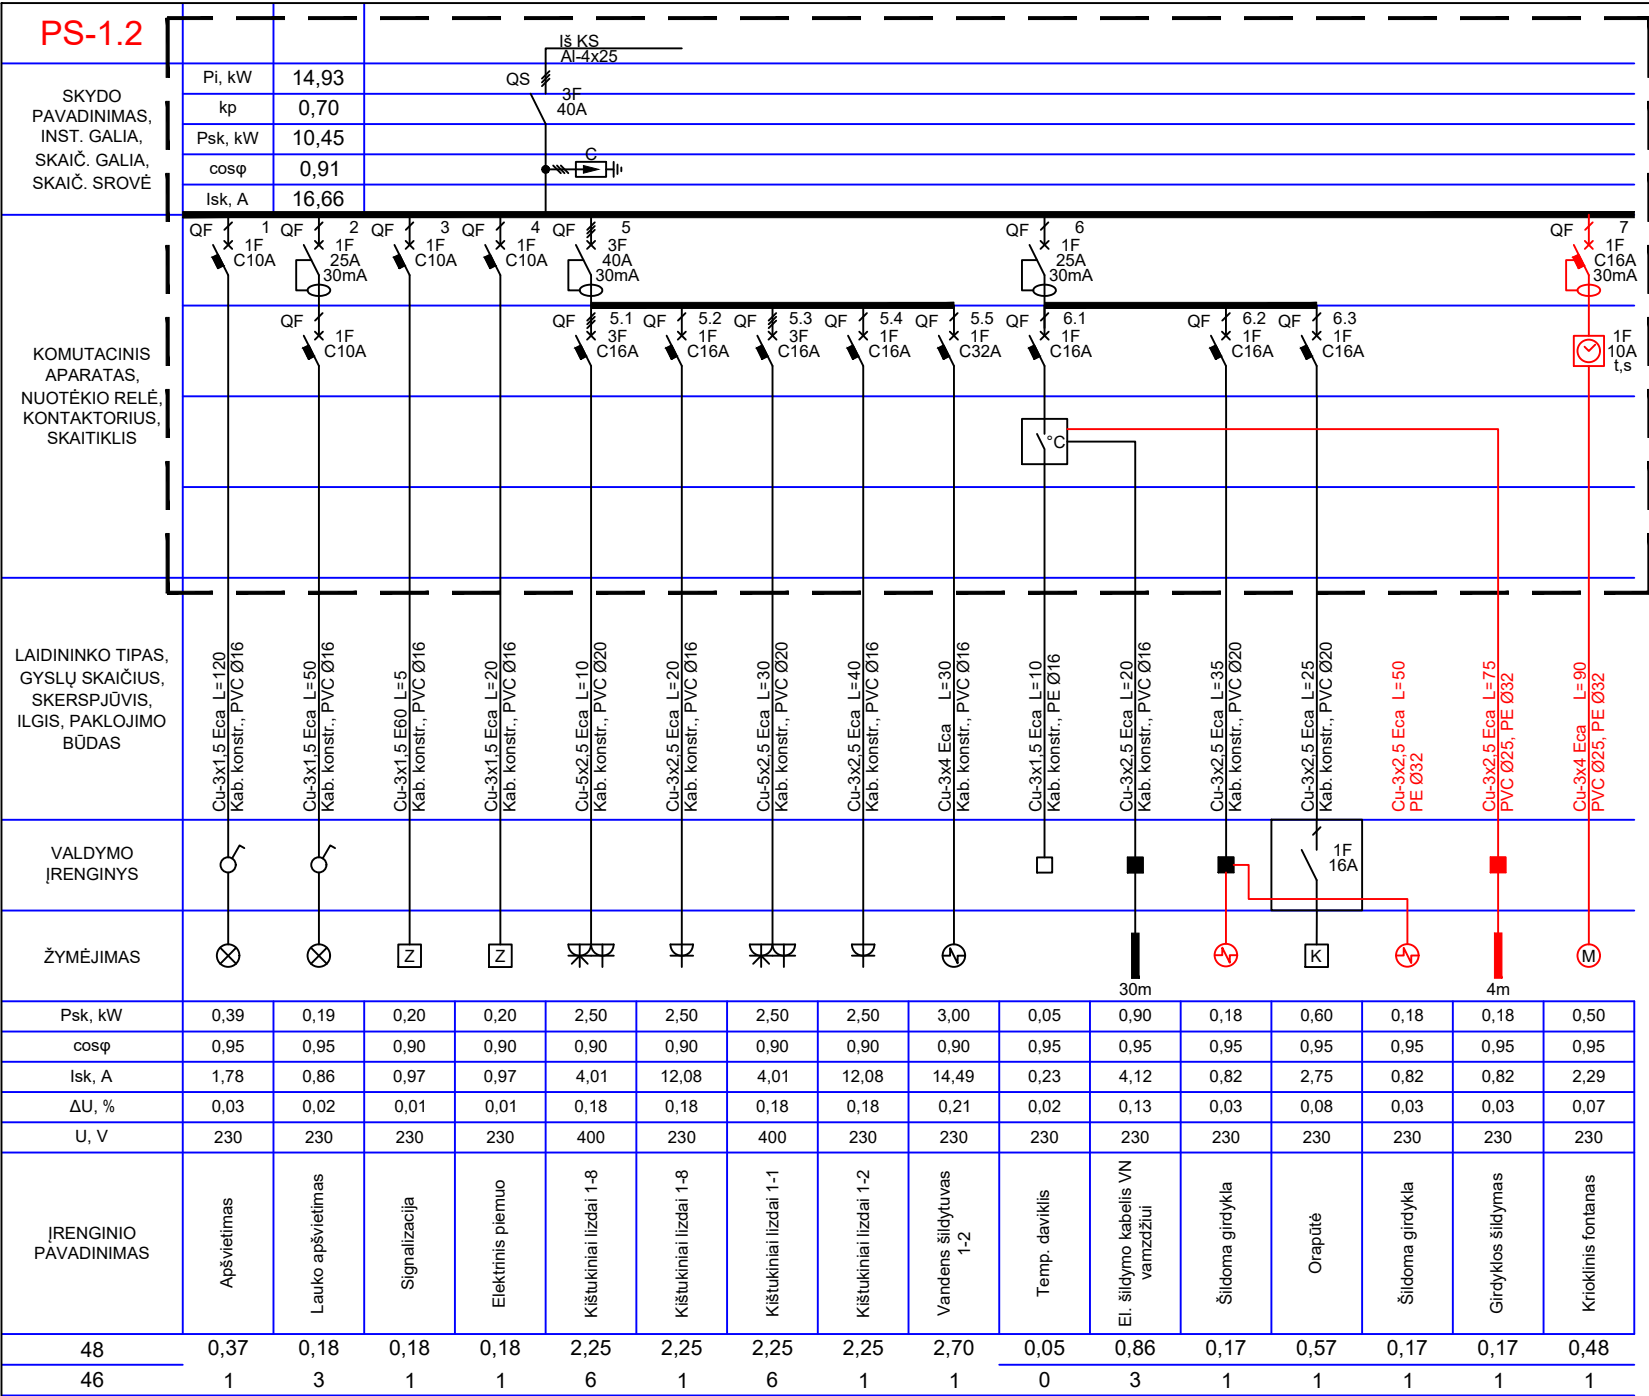 PS-1.2
Iš KS
Al-4x25
SKYDO
PAVADINIMAS,
INST. GALIA,
SKAIČ. GALIA,
SKAIČ. SROVĖ
Pi, kW 14,93
kp 0,70
Psk, kW 10,45
cosφ 0,91
Isk, A 16,66
QS
3F
40A
C
KOMUTACINIS
APARATAS,
NUOTĖKIO RELĖ,
KONTAKTORIUS,
SKAITIKLIS
QF 1
1F
C10A
QF 2
1F
25A
30mA
QF 3
1F
C10A
QF 4
1F
C10A
QF 5
3F
40A
30mA
QF 6
1F
25A
30mA
QF 7
1F
C16A
30mA
QF
1F
C10A
QF 5.1
3F
C16A
QF 5.2
1F
C16A
QF 5.3
3F
C16A
QF 5.4
1F
C16A
QF 5.5
1F
C32A
QF 6.1
1F
C16A
QF 6.2
1F
C16A
QF 6.3
1F
C16A
1F
10A
t,s
°C
LAIDININKO TIPAS,
GYSLŲ SKAIČIUS,
SKERSPJŪVIS,
ILGIS, PAKLOJIMO
BŪDAS
Cu-3x1,5 Eca L=120
Kab. konstr., PVC Ø16
Cu-3x1,5 Eca L=50
Kab. konstr., PVC Ø16
Cu-3x1,5 E60 L=5
Kab. konstr., PVC Ø16
Cu-3x1,5 Eca L=20
Kab. konstr., PVC Ø16
Cu-5x2,5 Eca L=10
Kab. konstr., PVC Ø20
Cu-3x2,5 Eca L=20
Kab. konstr., PVC Ø16
Cu-5x2,5 Eca L=30
Kab. konstr., PVC Ø20
Cu-3x2,5 Eca L=40
Kab. konstr., PVC Ø16
Cu-3x4 Eca L=30
Kab. konstr., PVC Ø16
Cu-3x1,5 Eca L=10
Kab. konstr., PE Ø16
Cu-3x2,5 Eca L=20
Kab. konstr., PVC Ø16
Cu-3x2,5 Eca L=35
Kab. konstr., PVC Ø20
Cu-3x2,5 Eca L=25
Kab. konstr., PVC Ø20
Cu-3x2,5 Eca L=50
PE Ø32
Cu-3x2,5 Eca L=75
PVC Ø25, PE Ø32
Cu-3x4 Eca L=90
PVC Ø25, PE Ø32
VALDYMO
ĮRENGINYS
1F
16A
ŽYMĖJIMAS
Z Z K M
30m 4m
Psk, kW 0,39 0,19 0,20 0,20 2,50 2,50 2,50 2,50 3,00 0,05 0,90 0,18 0,60 0,18 0,18 0,50
cosφ 0,95 0,95 0,90 0,90 0,90 0,90 0,90 0,90 0,90 0,95 0,95 0,95 0,95 0,95 0,95 0,95
Isk, A 1,78 0,86 0,97 0,97 4,01 12,08 4,01 12,08 14,49 0,23 4,12 0,82 2,75 0,82 0,82 2,29
ΔU, % 0,03 0,02 0,01 0,01 0,18 0,18 0,18 0,18 0,21 0,02 0,13 0,03 0,08 0,03 0,03 0,07
U, V 230 230 230 230 400 230 400 230 230 230 230 230 230 230 230 230
ĮRENGINIO
PAVADINIMAS
Apšvietimas
Lauko apšvietimas
Signalizacija
Elektrinis piemuo
Kištukiniai lizdai 1-8
Kištukiniai lizdai 1-8
Kištukiniai lizdai 1-1
Kištukiniai lizdai 1-2
Vandens šildytuvas
1-2
Temp. daviklis
El. šildymo kabelis VN
vamzdžiui
Šildoma girdykla
Orapūtė
Šildoma girdykla
Girdyklos šildymas
Krioklinis fontanas
48 0,37 0,18 0,18 0,18 2,25 2,25 2,25 2,25 2,70 0,05 0,86 0,17 0,57 0,17 0,17 0,48
46 1 3 1 1 6 1 6 1 1 0 3 1 1 1 1 1